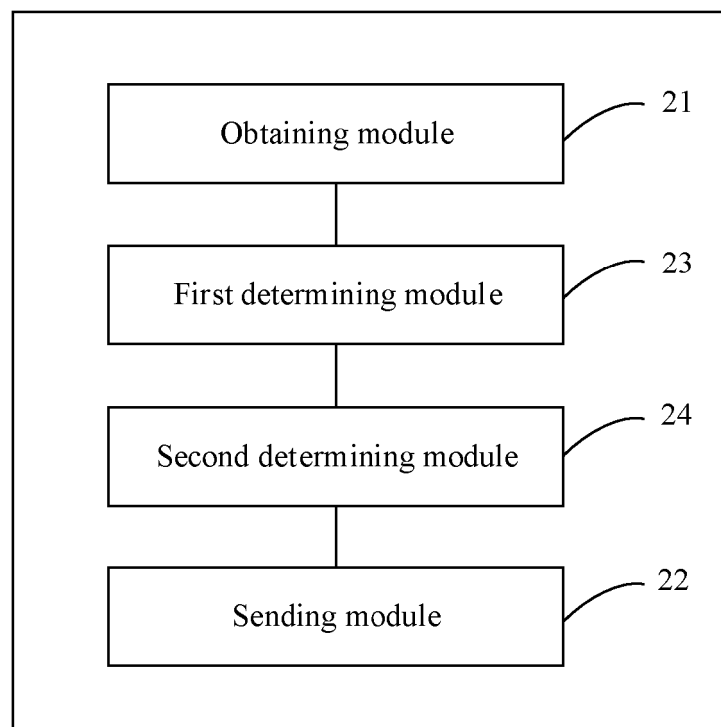 Obtaining module
21
First determining module
23
Second determining module
24
Sending module
22